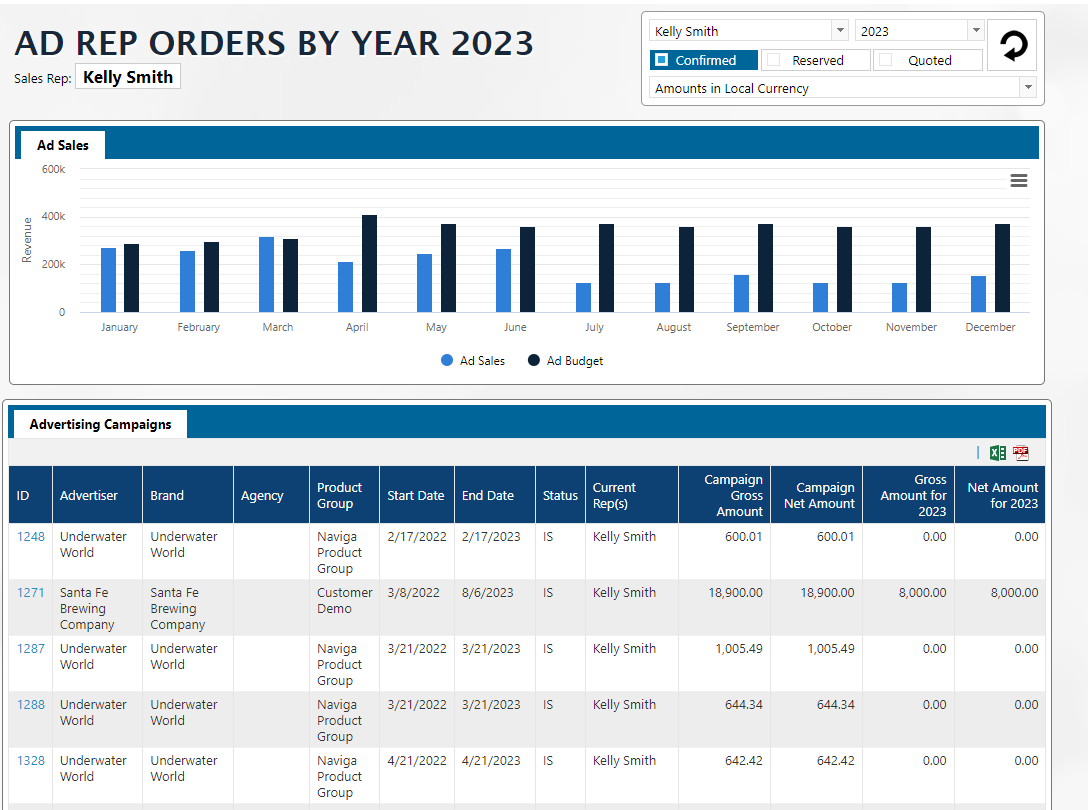 AD REP ORDERS BY YEAR 2023
Sales Rep: Kelly Smith
Kelly Smith 2023
Confirmed Reserved Quoted
Amounts in Local Currency
Ad Sales
600k
400k
200k
0
Revenue
January February March April May June July August September October November December
Ad Sales Ad Budget
Advertising Campaigns
PDF
ID Advertiser Brand Agency Product Group Start Date End Date Status Current Rep(s) Campaign Gross Amount Campaign Net Amount Gross Amount for 2023 Net Amount for 2023
1248 Underwater World Underwater World Naviga Product Group 2/17/2022 2/17/2023 IS Kelly Smith 600.01 600.01 0.00 0.00
1271 Santa Fe Brewing Company Santa Fe Brewing Company Customer Demo 3/8/2022 8/6/2023 IS Kelly Smith 18,900.00 18,900.00 8,000.00 8,000.00
1287 Underwater World Underwater World Naviga Product Group 3/21/2022 3/21/2023 IS Kelly Smith 1,005.49 1,005.49 0.00 0.00
1288 Underwater World Underwater World Naviga Product Group 3/21/2022 3/21/2023 IS Kelly Smith 644.34 644.34 0.00 0.00
1328 Underwater World Underwater World Naviga Product Group 4/21/2022 4/21/2023 IS Kelly Smith 642.42 642.42 0.00 0.00